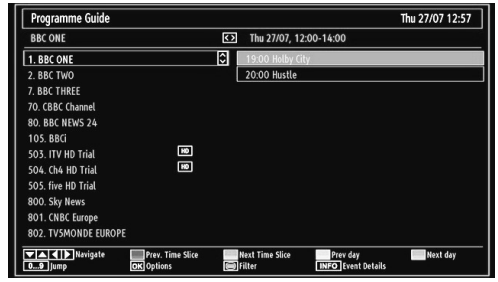 Programme Guide Thu 27/07 12:57
BBC ONE Thu 27/07, 12:00-14:00
1. BBC ONE 19:00 Holby City
2. BBC TWO 20:00 Hustle
7. BBC THREE
70. CBBC Channel
80. BBC NEWS 24
105. BBCi
503. ITV HD Trial HD
504. Ch4 HD Trial HD
505. five HD Trial
800. Sky News
801. CNBC Europe
802. TV5MONDE EUROPE
Navigate Prev. Time Slice Next Time Slice Prev day Next day
0...9 Jump OK Options Filter INFO Event Details